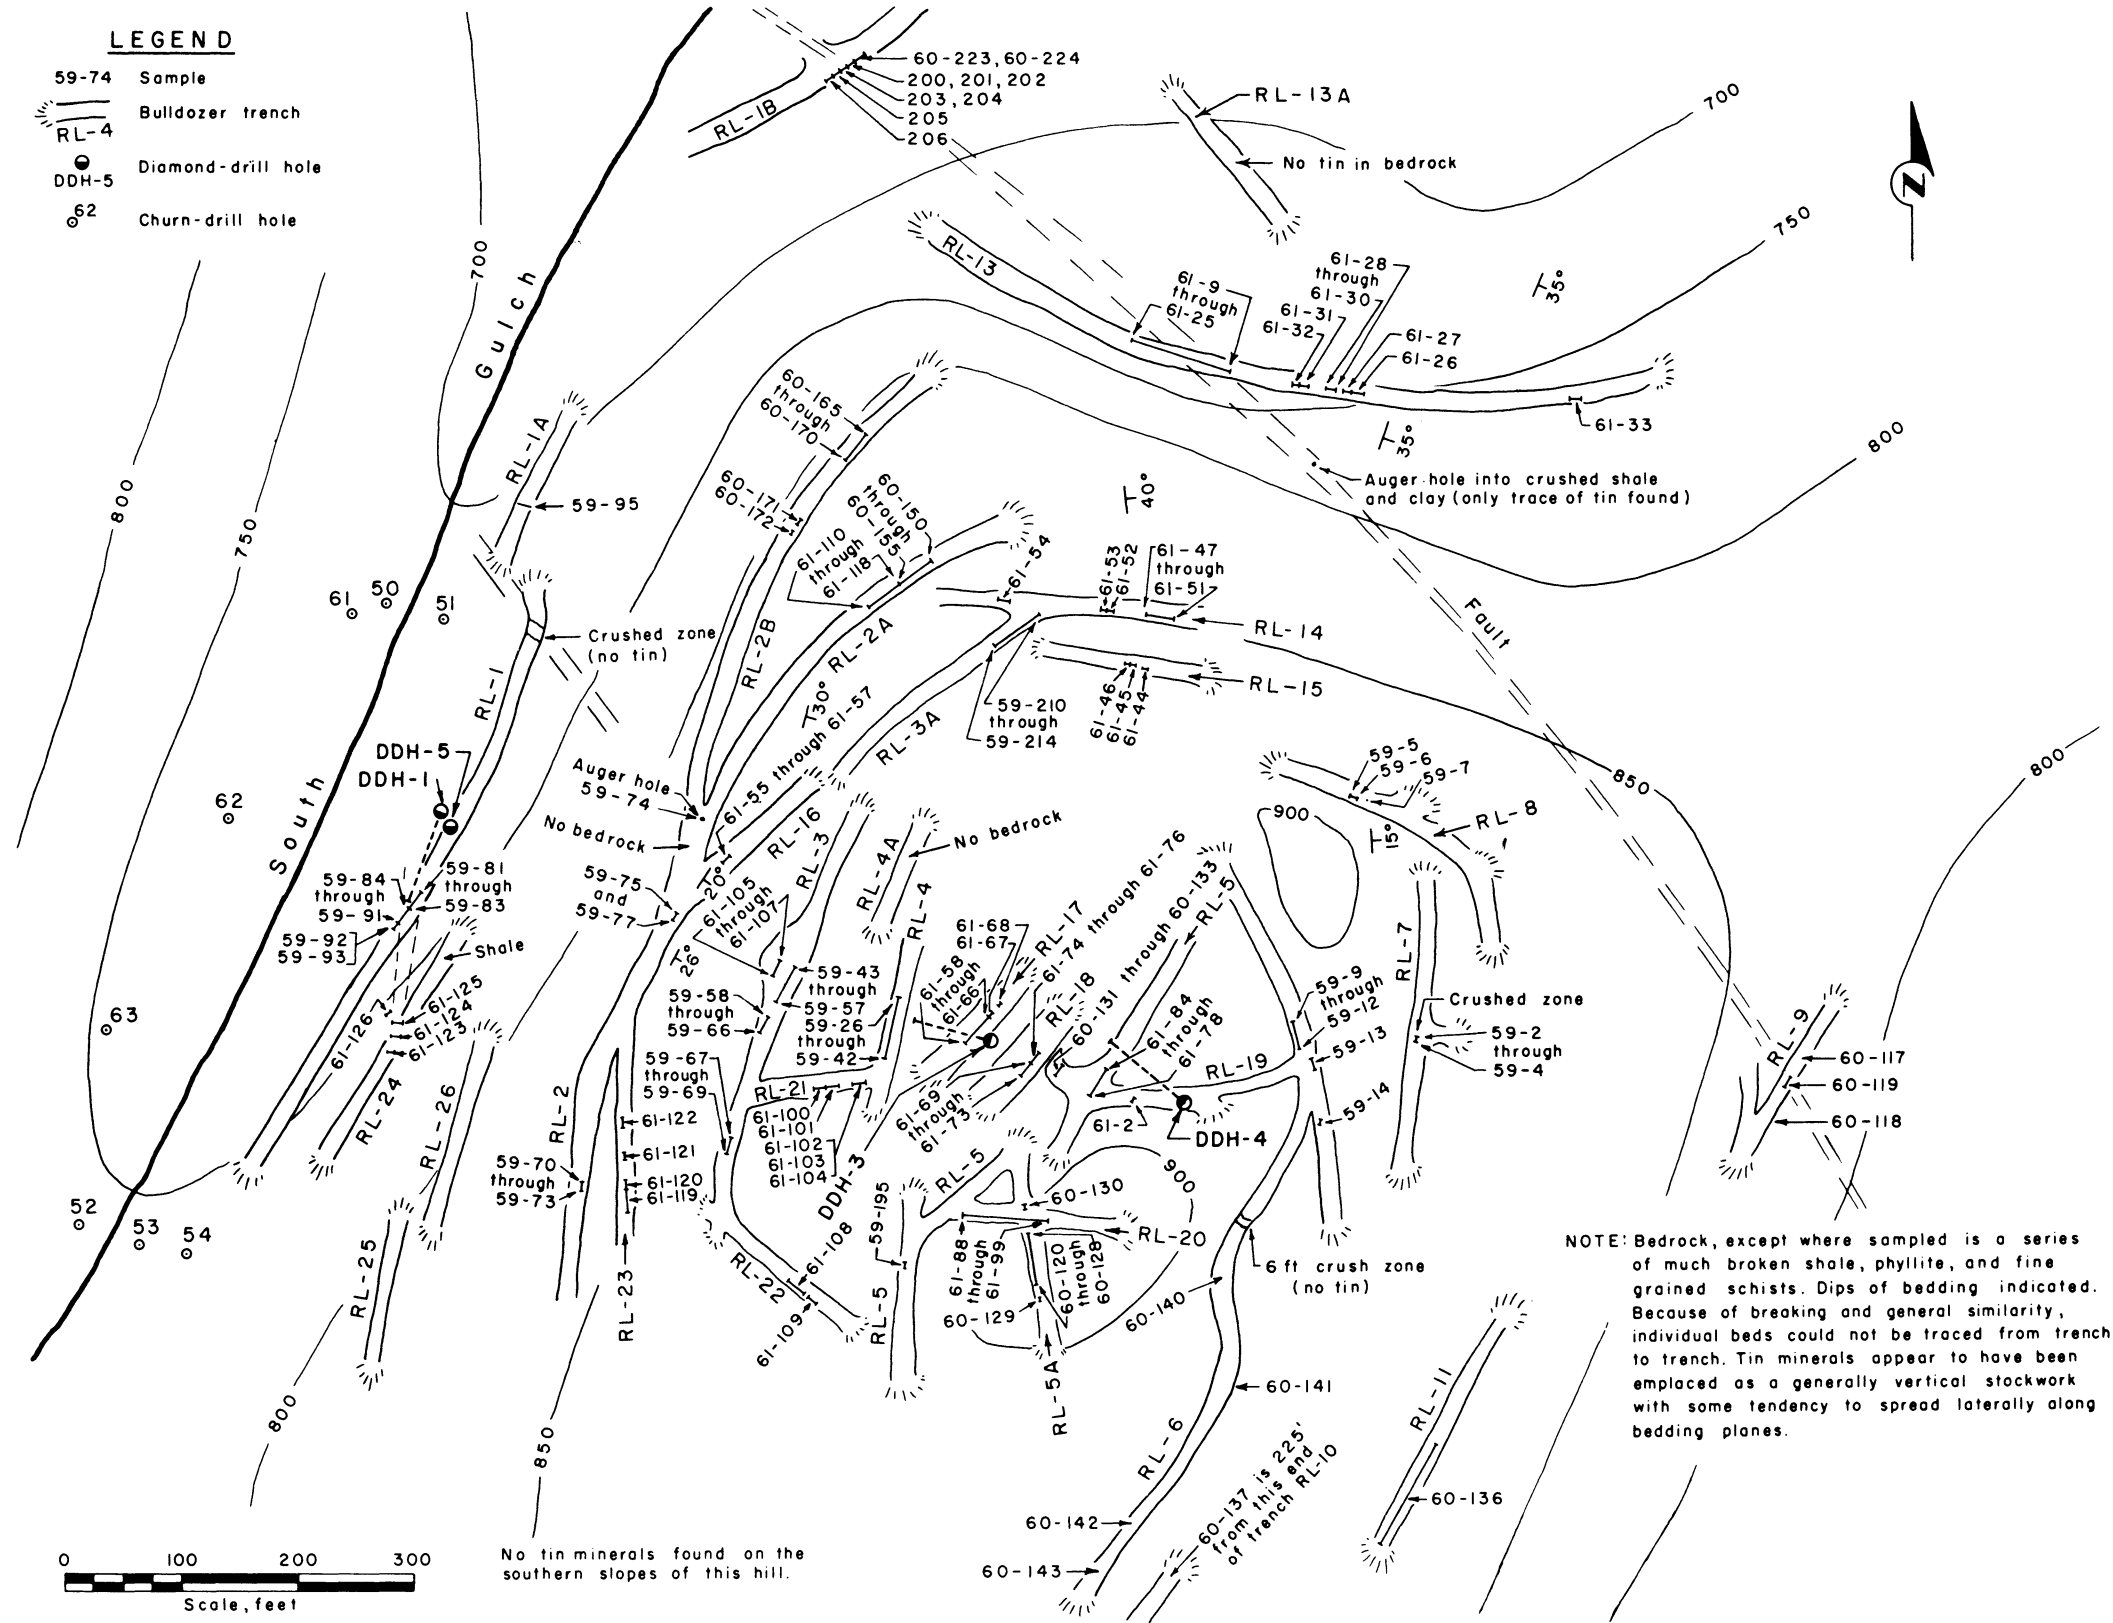 LEGEND
59-74 Sample
Bulldozer trench
RL-4
Diamond-drill hole
DDH-5
62
Churn-drill hole
60-223, 60-224
200, 201, 202
203, 204
205
206
RL-1B
RL-13A
No tin in bedrock
700
750
800
N
700
South Gulch
RL-13
61-9
through
61-25
61-28
through
61-30
61-31
61-32
61-27
61-26
61-33
35°
35°
40°
Auger hole into crushed shale
and clay (only trace of tin found)
Fault
800
750
RL-1A
59-95
60-165
through
60-170
60-171
60-172
60-150
through
60-155
61-110
through
61-118
61-54
61-53
61-52
61-47
through
61-51
RL-14
RL-15
61-46
61-45
61-44
61
50
51
Crushed zone
(no tin)
RL-1
RL-2B
RL-2A
30°
61-55 through 61-57
RL-3A
59-210
through
59-214
DDH-5
DDH-1
62
Auger hole
59-74
No bedrock
RL-16
RL-3
RL-4A
No bedrock
RL-4
59-5
59-6
59-7
RL-8
15°
900
850
800
59-84
through
59-91
59-92
59-93
59-81
through
59-83
Shale
59-75
and
59-77
20°
26°
61-105
through
61-107
59-43
through
59-57
59-58
through
59-66
59-26
through
59-42
61-68
61-67
61-58
through
61-66
RL-17
61-74 through 61-76
RL-18
60-131 through 60-133
RL-5
61-84
through
61-78
59-9
through
59-12
59-13
59-14
RL-7
Crushed zone
59-2
through
59-4
RL-9
60-117
60-119
60-118
63
61-126
61-125
61-124
61-123
RL-24
RL-26
RL-2
59-67
through
59-69
RL-21
61-100
61-101
61-102
61-103
61-104
61-69
through
61-73
61-2
RL-19
DDH-4
DDH-3
61-122
61-121
61-120
61-119
59-70
through
59-73
RL-5
59-195
60-130
900
RL-20
52
53
54
RL-25
RL-23
RL-22
61-108
61-109
RL-5
61-88
through
61-99
60-120
through
60-128
60-129
RL-5A
6 ft crush zone
(no tin)
60-140
60-141
RL-6
60-142
60-143
60-137 is 225'
from this end
of trench RL-10
RL-11
60-136
NOTE: Bedrock, except where sampled is a series
of much broken shale, phyllite, and fine
grained schists. Dips of bedding indicated.
Because of breaking and general similarity,
individual beds could not be traced from trench
to trench. Tin minerals appear to have been
emplaced as a generally vertical stockwork
with some tendency to spread laterally along
bedding planes.
800
850
0 100 200 300
Scale, feet
No tin minerals found on the
southern slopes of this hill.